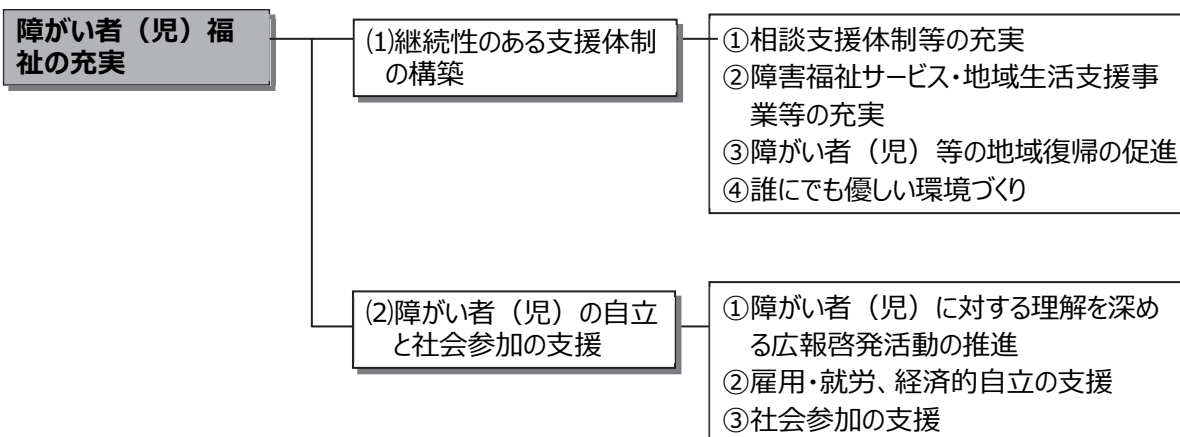 障がい者（児）福
祉の充実
⑴継続性のある支援体制
の構築
①相談支援体制等の充実
②障害福祉サービス・地域生活支援事
業等の充実
③障がい者（児）等の地域復帰の促進
④誰にでも優しい環境づくり
⑵障がい者（児）の自立
と社会参加の支援
①障がい者（児）に対する理解を深め
る広報啓発活動の推進
②雇用・就労、経済的自立の支援
③社会参加の支援